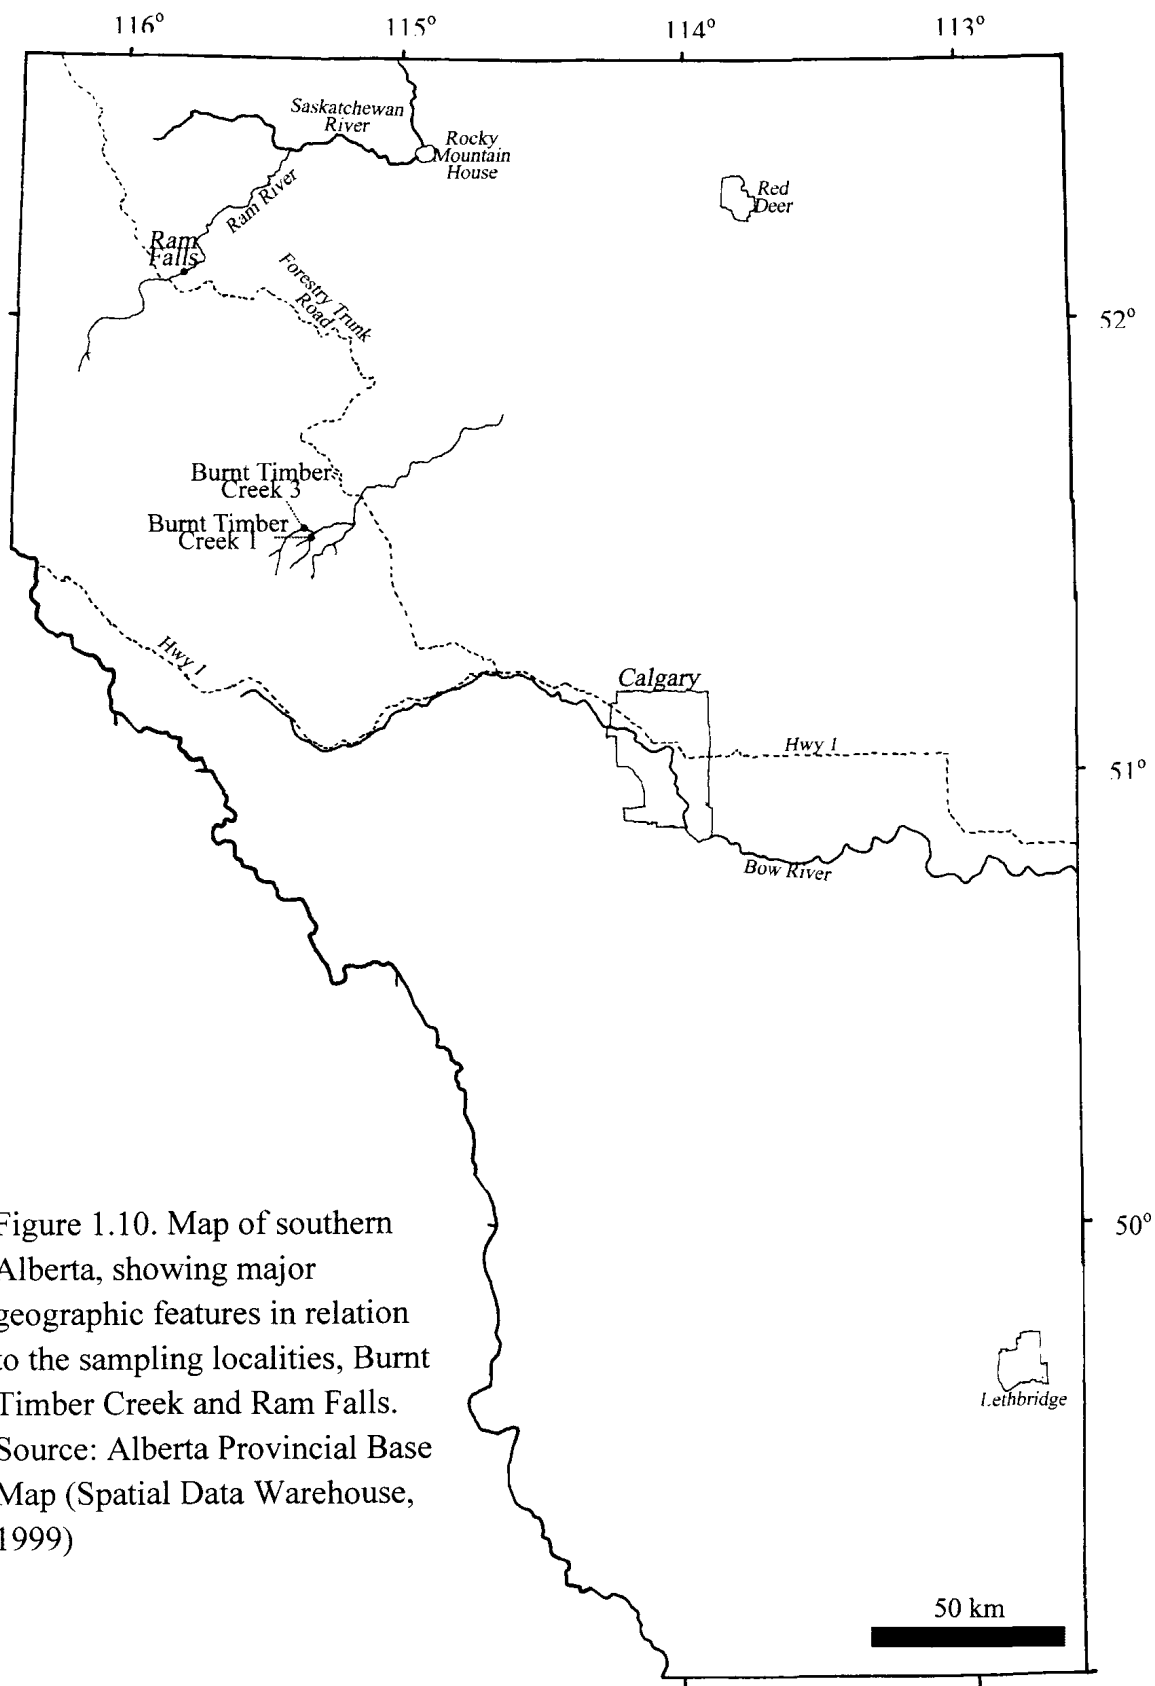 116° 115° 114° 113°
Saskatchewan
River
Rocky
Mountain
House
Red
Deer
Ram River
Ram
Falls
Forestry Trunk
Road
52°
Burnt Timber
Creek 3
Burnt Timber
Creek 1
Hwy 1
Calgary
Hwy 1
51°
Bow River
50°
Figure 1.10. Map of southern
Alberta, showing major
geographic features in relation
to the sampling localities, Burnt
Timber Creek and Ram Falls.
Source: Alberta Provincial Base
Map (Spatial Data Warehouse,
1999)
Lethbridge
50 km